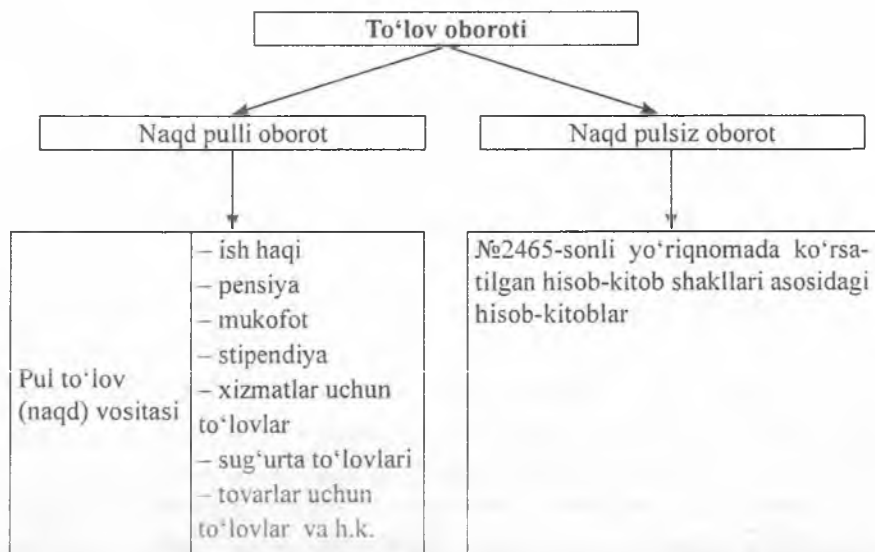 To‘lov oboroti
Naqd pulli oborot
Naqd pulsiz oborot
Pul to‘lov
(naqd) vositasi
– ish haqi
– pensiya
– mukofot
– stipendiya
– xizmatlar uchun
to‘lovlar
– sug‘urta to‘lovlari
– tovarlar uchun
to‘lovlar va h.k.
№2465-sonli yo‘riqnomada ko‘rsa-
tilgan hisob-kitob shakllari asosidagi
hisob-kitoblar